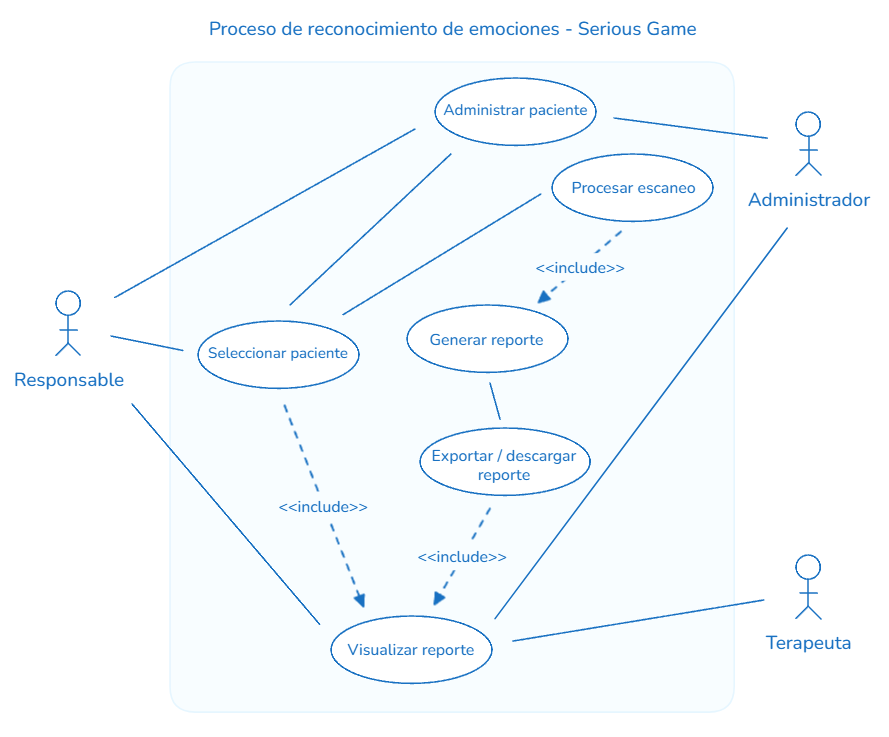 Proceso de reconocimiento de emociones - Serious Game
Administrar paciente
Procesar escaneo
Administrador
<<include>>
Generar reporte
Seleccionar paciente
Responsable
Exportar / descargar
reporte
<<include>>
<<include>>
Visualizar reporte
Terapeuta